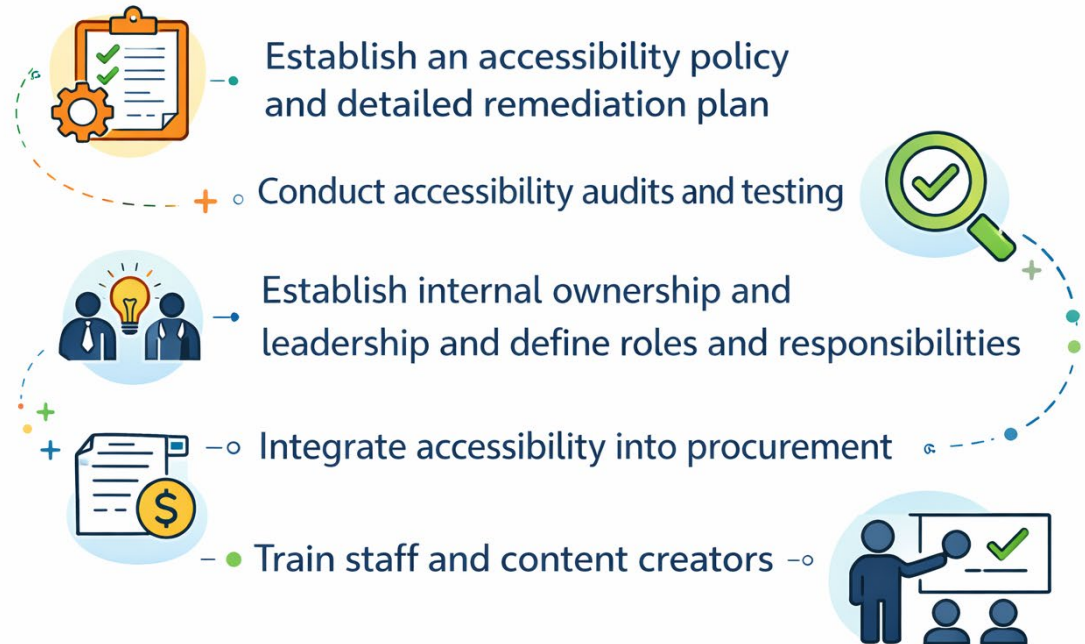 Establish an accessibility policy
and detailed remediation plan
Conduct accessibility audits and testing
Establish internal ownership and
leadership and define roles and responsibilities
Integrate accessibility into procurement
$
Train staff and content creators